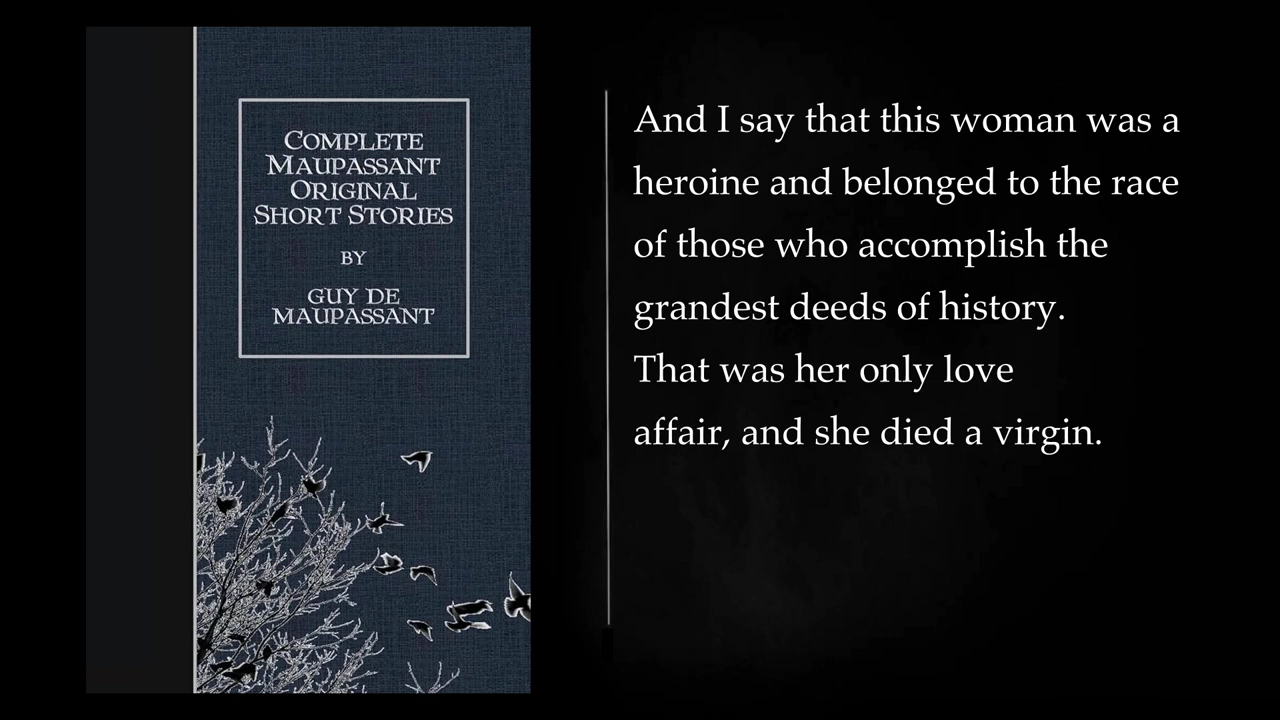 COMPLETE
MAUPASSANT
ORIGINAL
SHORT STORIES
BY
GUY DE
MAUPASSANT
And I say that this woman was a
heroine and belonged to the race
of those who accomplish the
grandest deeds of history.
That was her only love
affair, and she died a virgin.